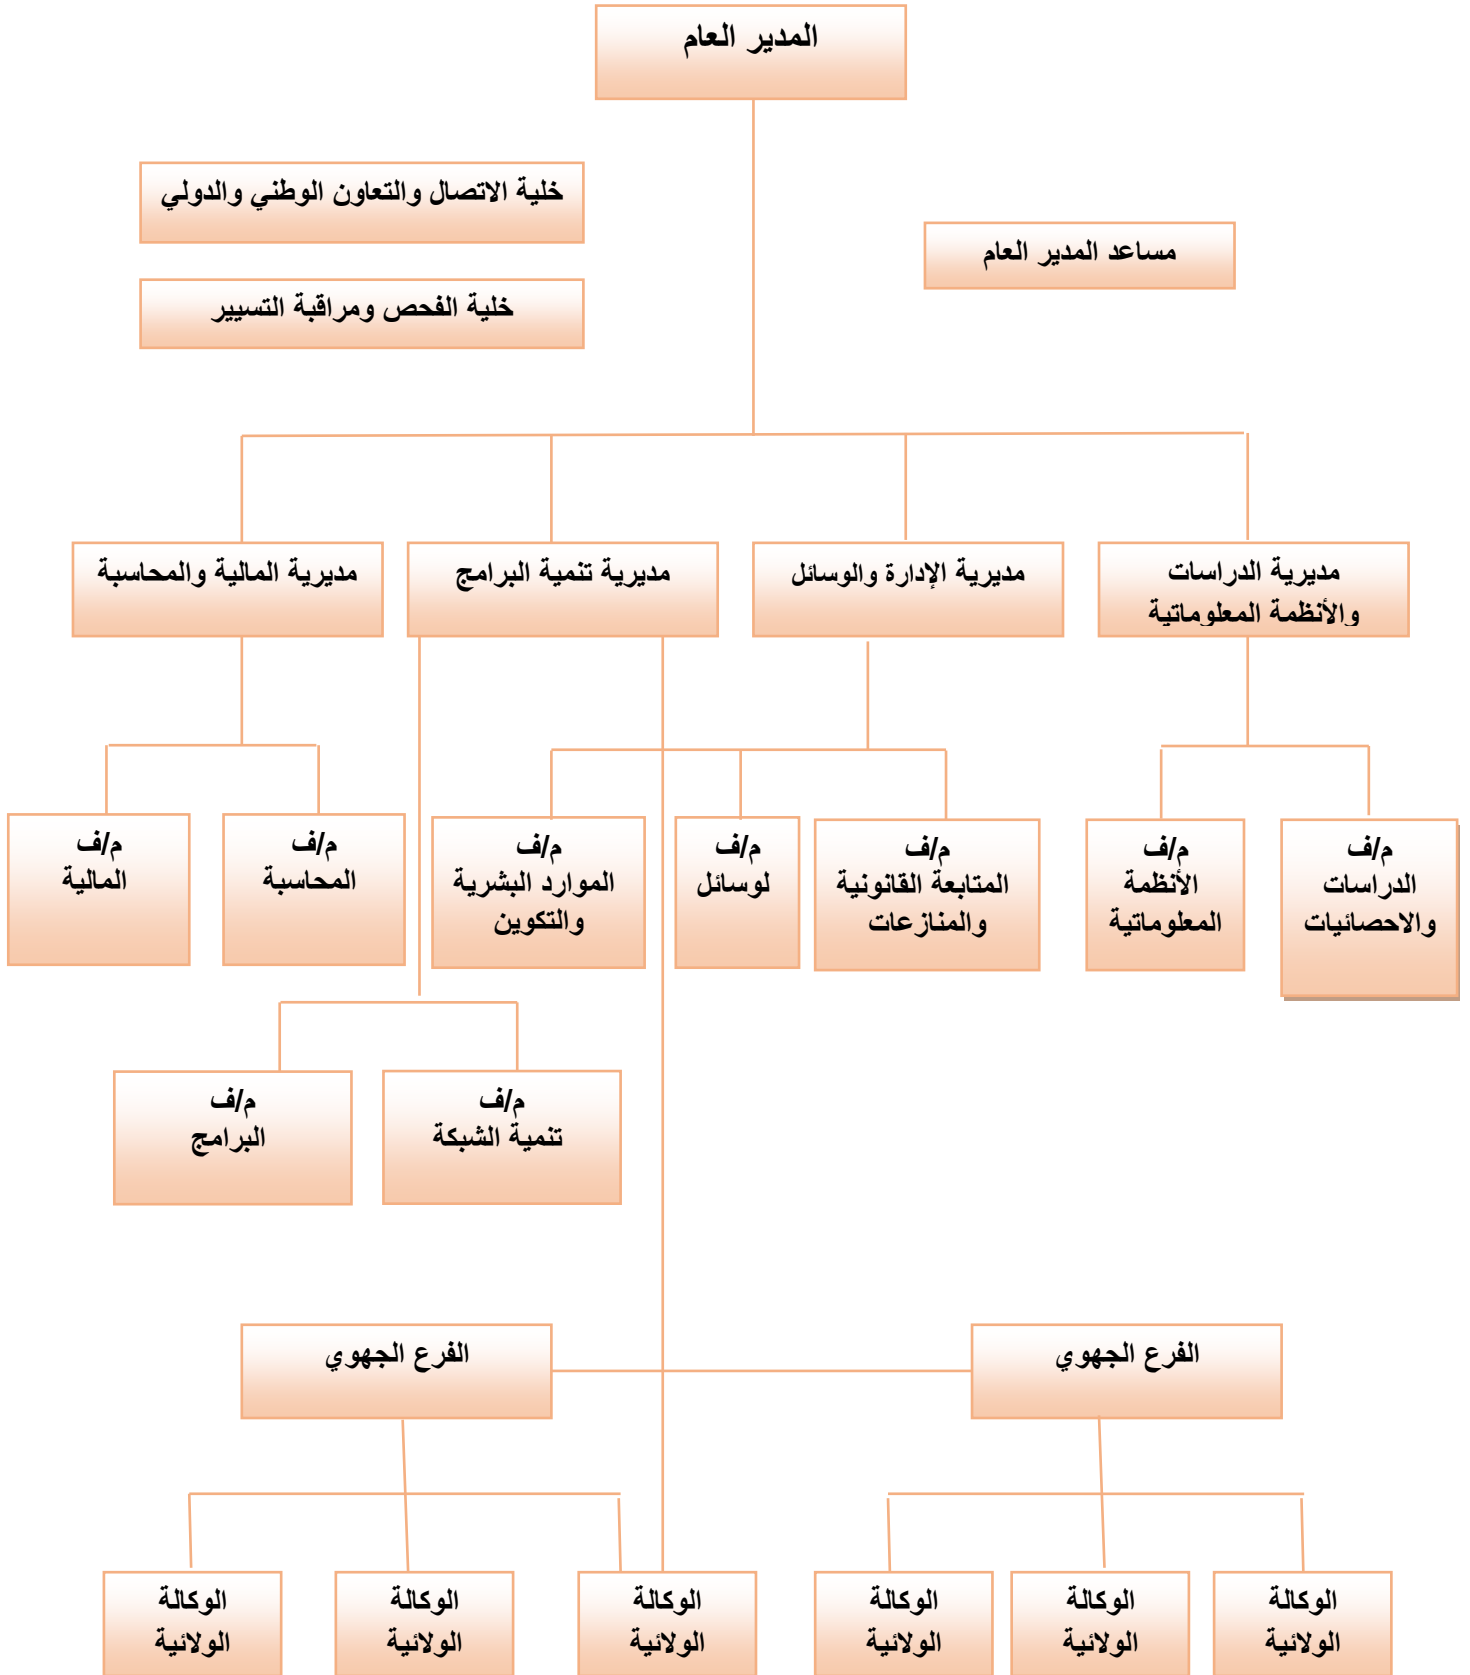 المدير العام
خلية الاتصال والتعاون الوطني والدولي
مساعد المدير العام
خلية الفحص ومراقبة التسيير
مديرية الدراسات
والأنظمة المعلوماتية
مديرية الإدارة والوسائل
مديرية تنمية البرامج
مديرية المالية والمحاسبة
م/ف
الدراسات
والاحصائيات
م/ف
الأنظمة
المعلوماتية
م/ف
المتابعة القانونية
والمنازعات
م/ف
لوسائل
م/ف
الموارد البشرية
والتكوين
م/ف
المحاسبة
م/ف
المالية
م/ف
تنمية الشبكة
م/ف
البرامج
الفرع الجهوي
الفرع الجهوي
الوكالة
الولائية
الوكالة
الولائية
الوكالة
الولائية
الوكالة
الولائية
الوكالة
الولائية
الوكالة
الولائية